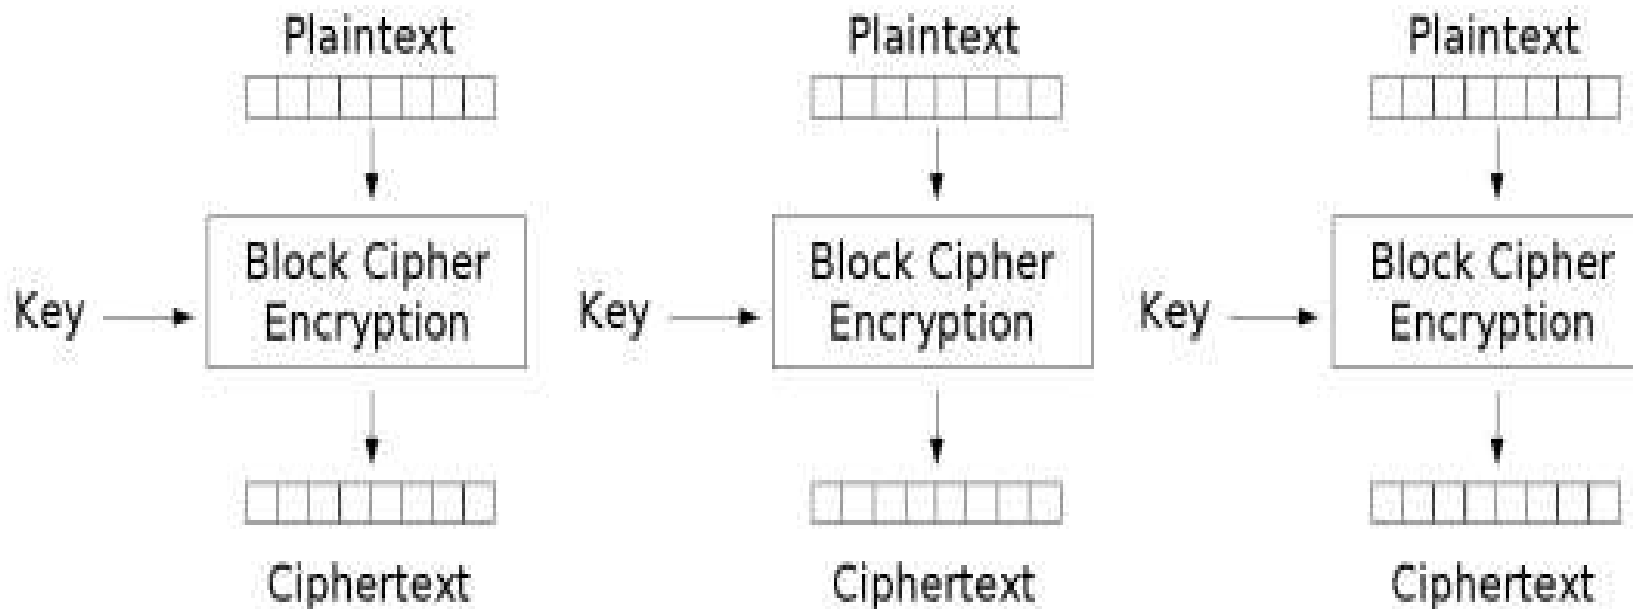 Plaintext
Plaintext
Plaintext
Key
Block Cipher
Encryption
Key
Block Cipher
Encryption
Key
Block Cipher
Encryption
Ciphertext
Ciphertext
Ciphertext